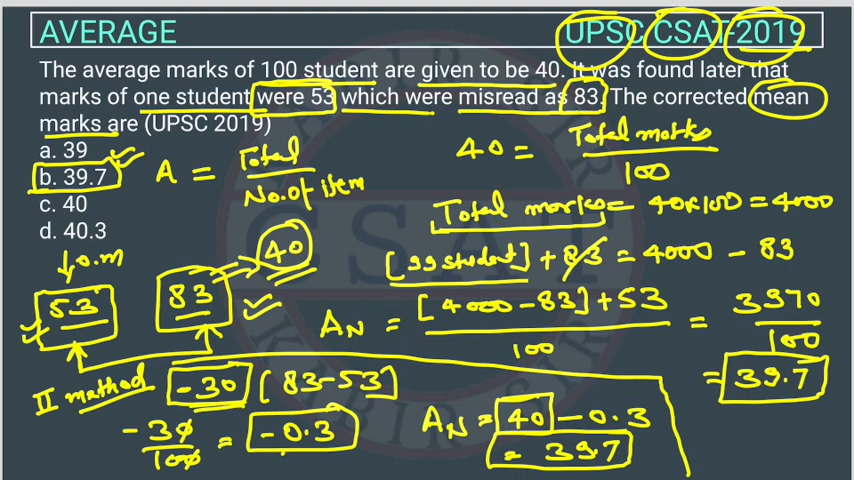 AVERAGE
UPSC CSAT-2019
The average marks of 100 student are given to be 40. It was found later that
marks of one student were 53 which were misread as 83. The corrected mean
marks are (UPSC 2019)
a. 39
b. 39.7
c. 40
d. 40.3
A = Total / No. of item
40 = Total marks / 100
Total marks = 40x100 = 4000
[99 student] + 83 = 4000 - 83
A_N = [4000 - 83] + 53 / 100 = 3970 / 100
= 39.7
↓ o.m
53
83
40
II method
-30 [83-53]
-30 / 100 = -0.3
A_N = 40 - 0.3
= 39.7
CSAT